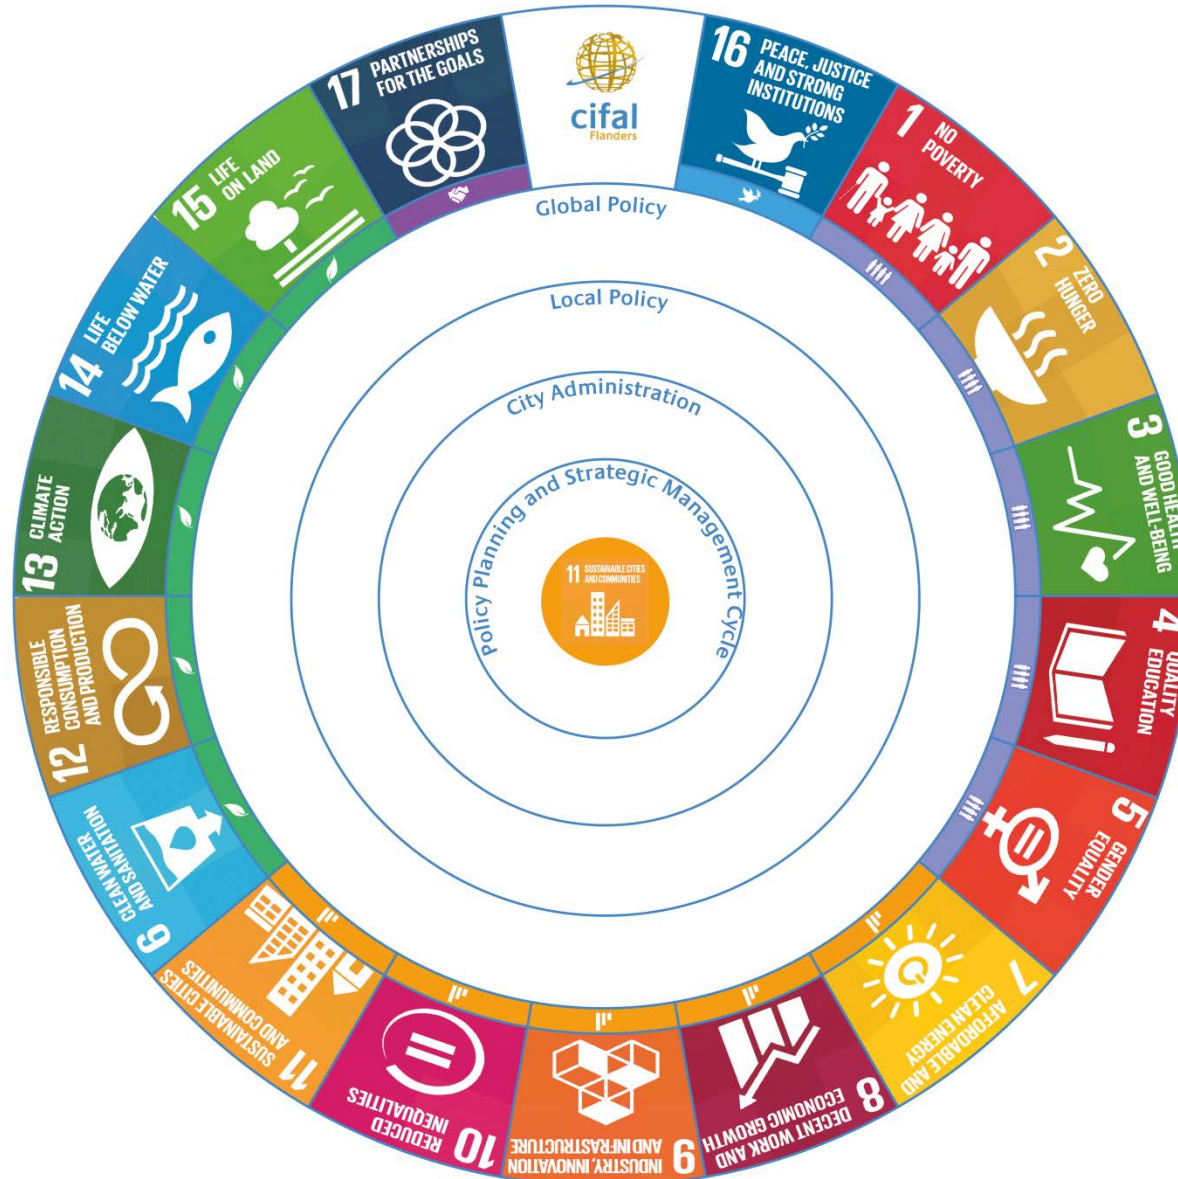 cifal
Flanders
16 PEACE, JUSTICE
AND STRONG
INSTITUTIONS
1 NO
POVERTY
2 ZERO
HUNGER
3 GOOD HEALTH
AND WELL-BEING
4 QUALITY
EDUCATION
5 GENDER
EQUALITY
7 AFFORDABLE AND
CLEAN ENERGY
8 DECENT WORK AND
ECONOMIC GROWTH
9 INDUSTRY, INNOVATION
AND INFRASTRUCTURE
10 REDUCED
INEQUALITIES
11 SUSTAINABLE CITIES
AND COMMUNITIES
6 CLEAN WATER
AND SANITATION
12 RESPONSIBLE
CONSUMPTION
AND PRODUCTION
13 CLIMATE
ACTION
14 LIFE
BELOW WATER
15 LIFE
ON LAND
17 PARTNERSHIPS
FOR THE GOALS
Global Policy
Local Policy
City Administration
Policy Planning and Strategic Management Cycle
11 SUSTAINABLE CITIES
AND COMMUNITIES